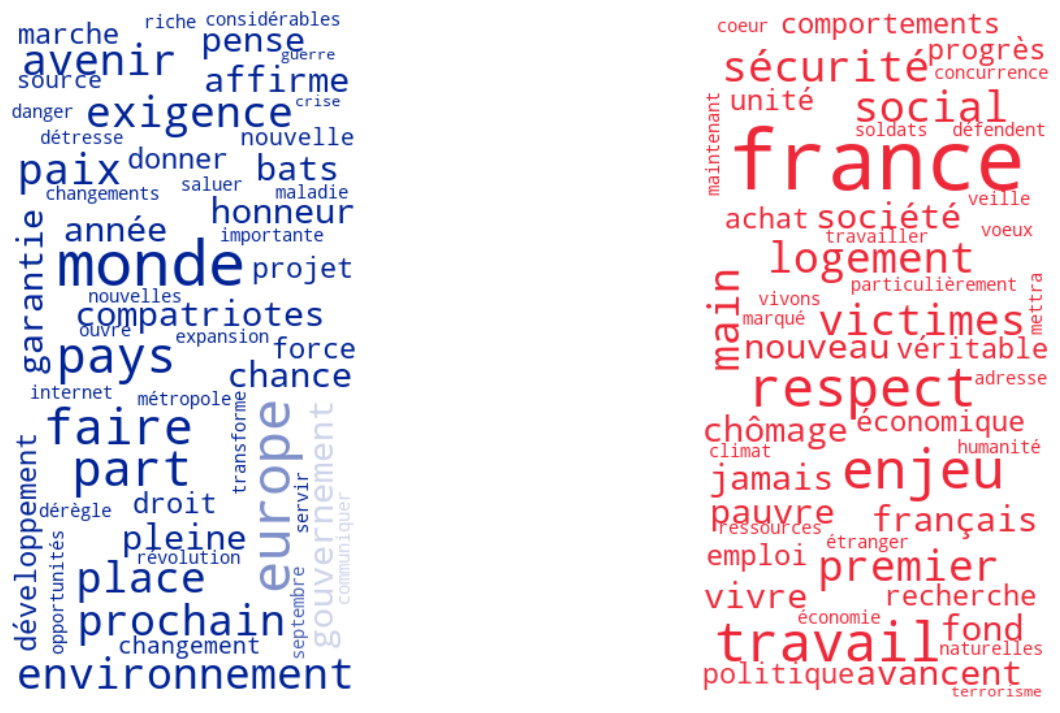 riche considérables
marche
pense
avenir
guerre
source
affirme
danger
exigence
crise
détresse
nouvelle
paix
donner
bats
changements
saluer
maladie
honneur
garantie
année
importante
monde
projet
nouvelles
compatriotes
ouvre
expansion
pays
force
chance
internet
métropole
transforme
europe
gouvernement
faire
part
développement
servir
communiquer
dérègle
droit
opportunités
pleine
révolution
place
septembre
prochain
changement
environnement
coeur
comportements
progrès
sécurité
concurrence
maintenant
unité
social
soldats
défendent
france
veille
achat
société
voeux
travailler
logement
main
particulièrement
vivons
mettra
marqué
victimes
nouveau
véritable
respect
adresse
chômage
économique
climat
humanité
jamais
enjeu
pauvre
français
ressources
étranger
emploi
premier
vivre
recherche
économie
travail
fond
naturelles
politique
avancent
terrorisme